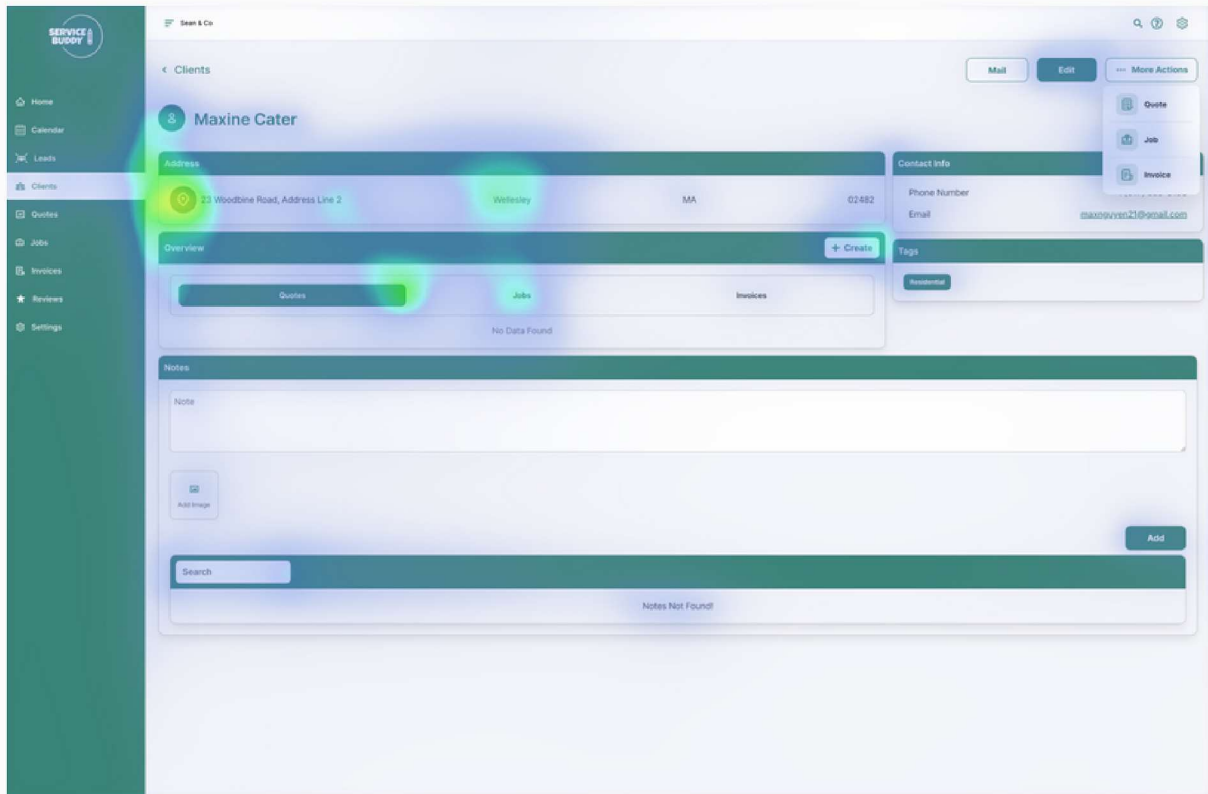 SERVICE
BUDDY
Sean & Co
Home
Calendar
Leads
Clients
Quotes
Jobs
Invoices
Reviews
Settings
Clients
Mail
Edit
More Actions
Quote
Job
Invoice
Maxine Cater
Address
23 Woodbine Road, Address Line 2
Wellesley
MA
02482
Contact Info
Phone Number
Email
maxnguyen21@gmail.com
Overview
+ Create
Quotes
Jobs
Invoices
No Data Found
Tags
Residential
Notes
Note
Add Image
Add
Search
Notes Not Found!